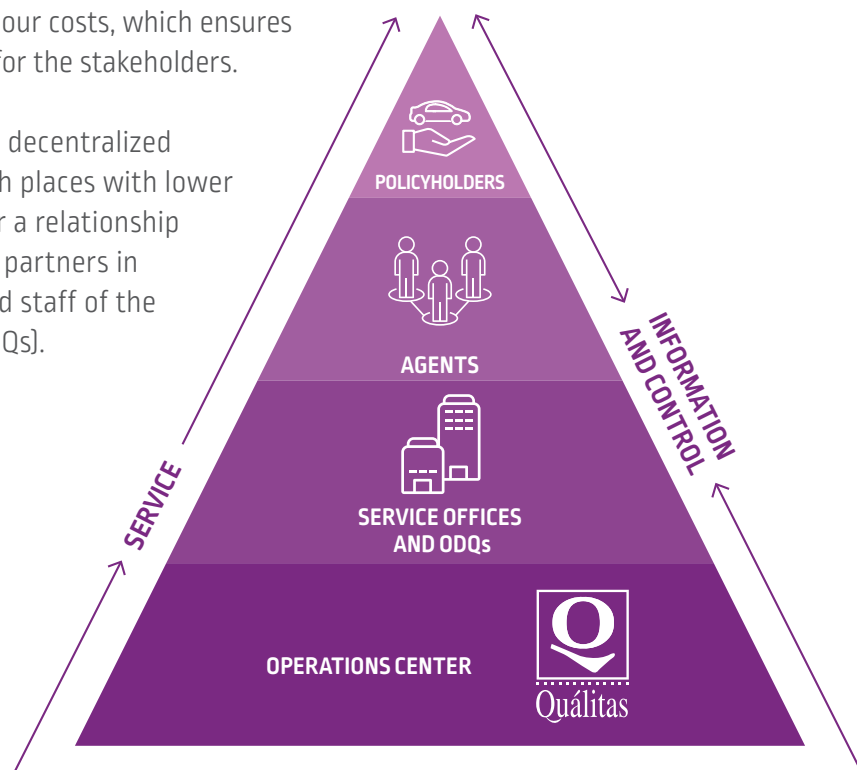 our costs, which ensures
for the stakeholders.
decentralized
places with lower
a relationship
partners in
staff of the
POLICYHOLDERS
AGENTS
SERVICE OFFICES
AND ODQs
OPERATIONS CENTER
Q
Quálitas
SERVICE
INFORMATION
AND CONTROL